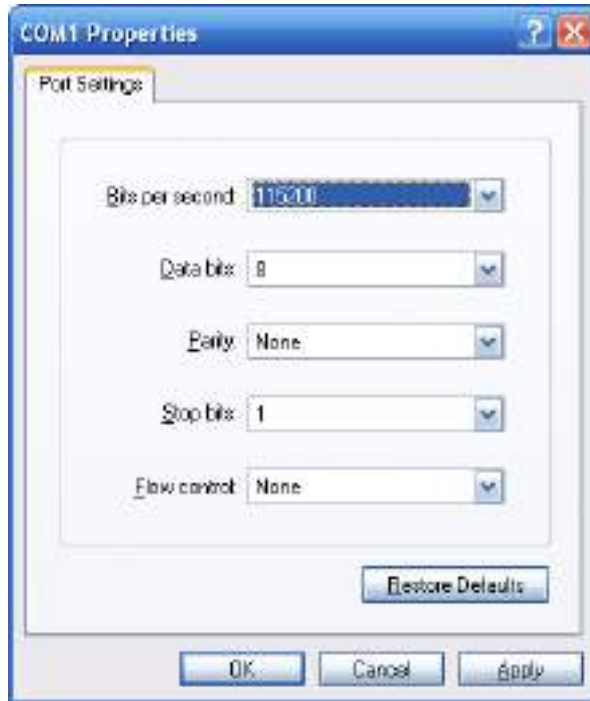 COM1 Properties
Port Settings
Bits per second: 115200
Data bits: 8
Parity: None
Stop bits: 1
Flow control: None
Restore Defaults
OK Cancel Apply